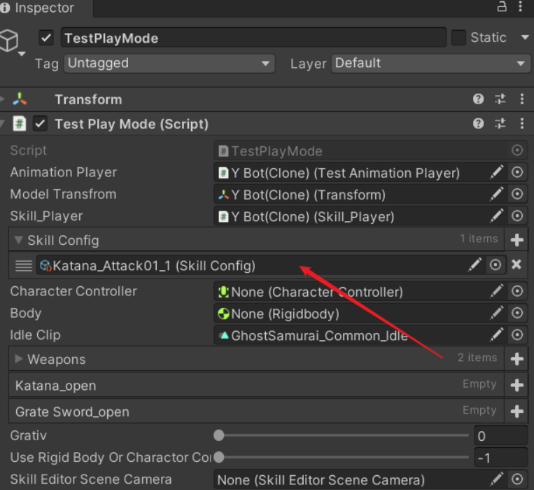 Inspector
TestPlayMode
Static
Tag Untagged Layer Default
Transform
Test Play Mode (Script)
Script TestPlayMode
Animation Player Y Bot(Clone) (Test Animation Player)
Model Transfrom Y Bot(Clone) (Transform)
Skill_Player Y Bot(Clone) (Skill_Player)
Skill Config 1 items
Katana_Attack01_1 (Skill Config)
Character Controller None (Character Controller)
Body None (Rigidbody)
Idle Clip GhostSamurai_Common_Idle
Weapons 2 items
Katana_open Empty
Grate Sword_open Empty
Grativ 0
Use Rigid Body Or Charactor Co -1
Skill Editor Scene Camera None (Skill Editor Scene Camera)